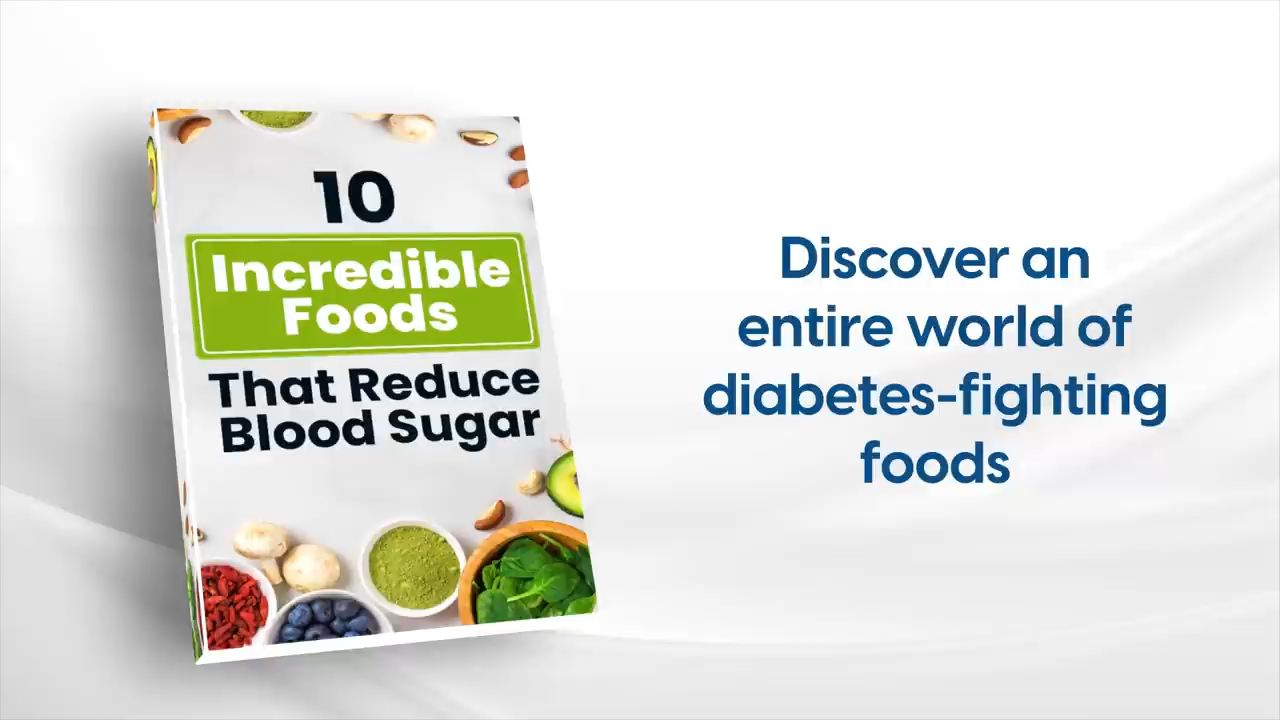 10
Incredible
Foods
That Reduce
Blood Sugar
Discover an
entire world of
diabetes-fighting
foods